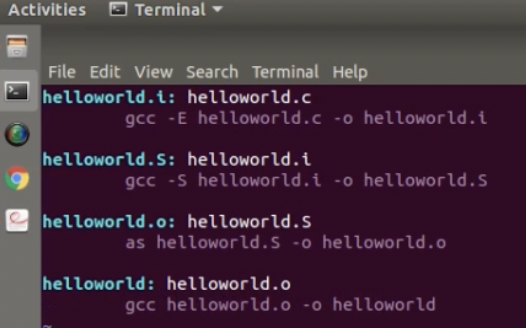 Activities Terminal
File Edit View Search Terminal Help
helloworld.i: helloworld.c
gcc -E helloworld.c -o helloworld.i
helloworld.S: helloworld.i
gcc -S helloworld.i -o helloworld.S
helloworld.o: helloworld.S
as helloworld.S -o helloworld.o
helloworld: helloworld.o
gcc helloworld.o -o helloworld
~